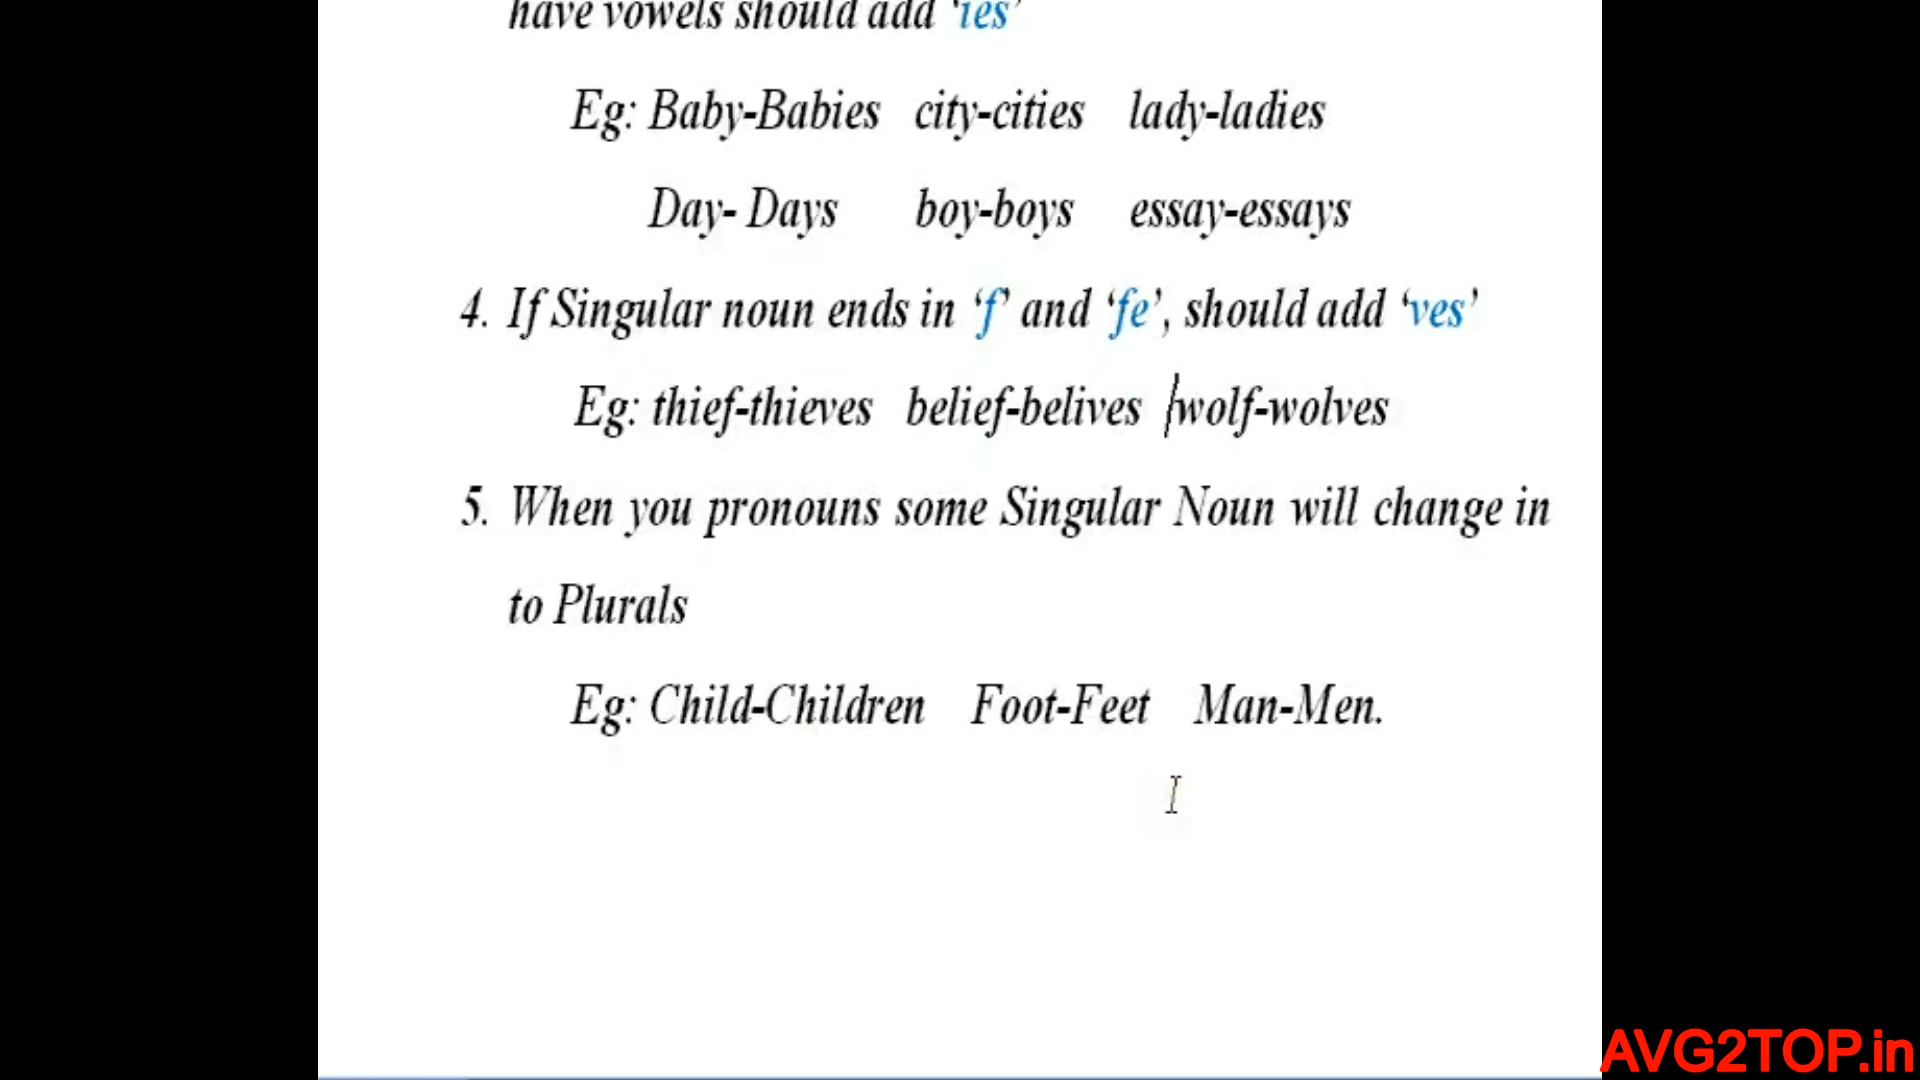 have vowels should add ‘ies’
Eg: Baby-Babies city-cities lady-ladies
Day- Days boy-boys essay-essays
4. If Singular noun ends in ‘f’ and ‘fe’, should add ‘ves’
Eg: thief-thieves belief-belives wolf-wolves
5. When you pronouns some Singular Noun will change in
to Plurals
Eg: Child-Children Foot-Feet Man-Men.
AVG2TOP.in